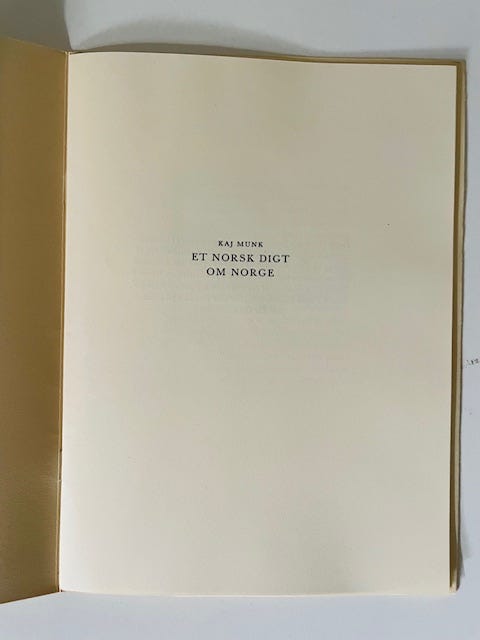 KAJ MUNK
ET NORSK DIGT
OM NORGE